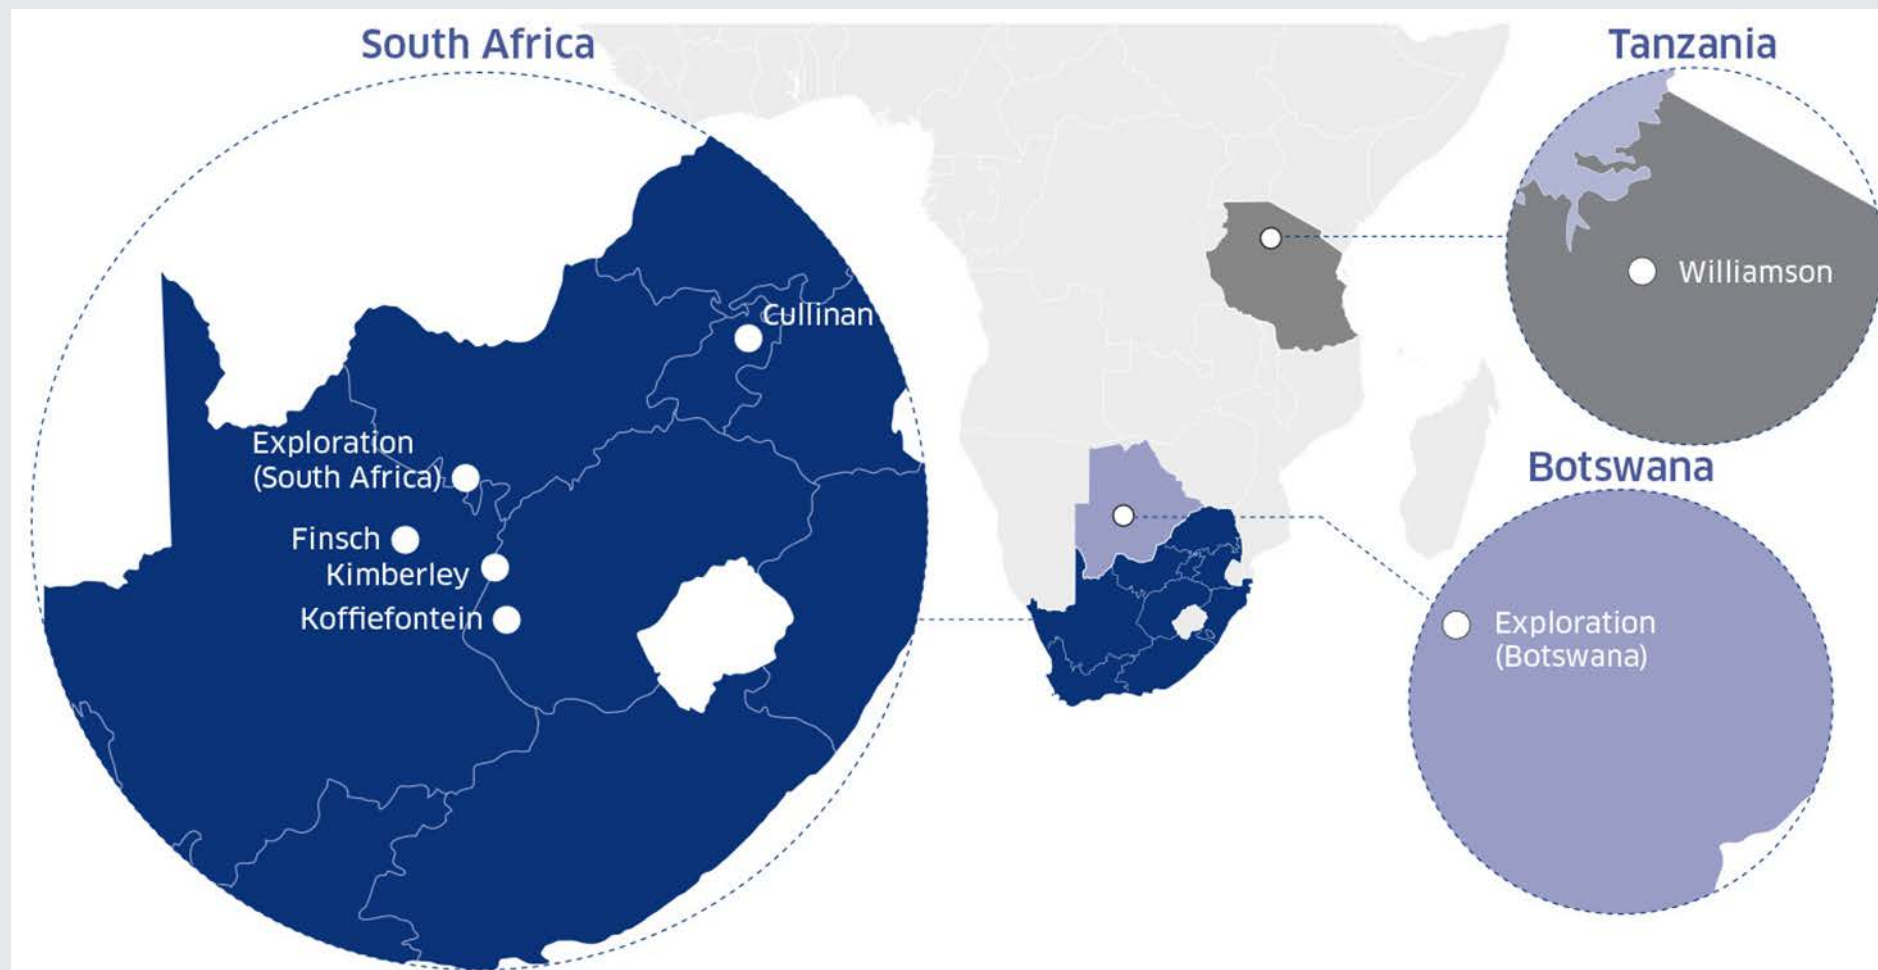 South Africa
Cullinan
Exploration
(South Africa)
Finsch
Kimberley
Koffiefontein
Tanzania
Williamson
Botswana
Exploration
(Botswana)